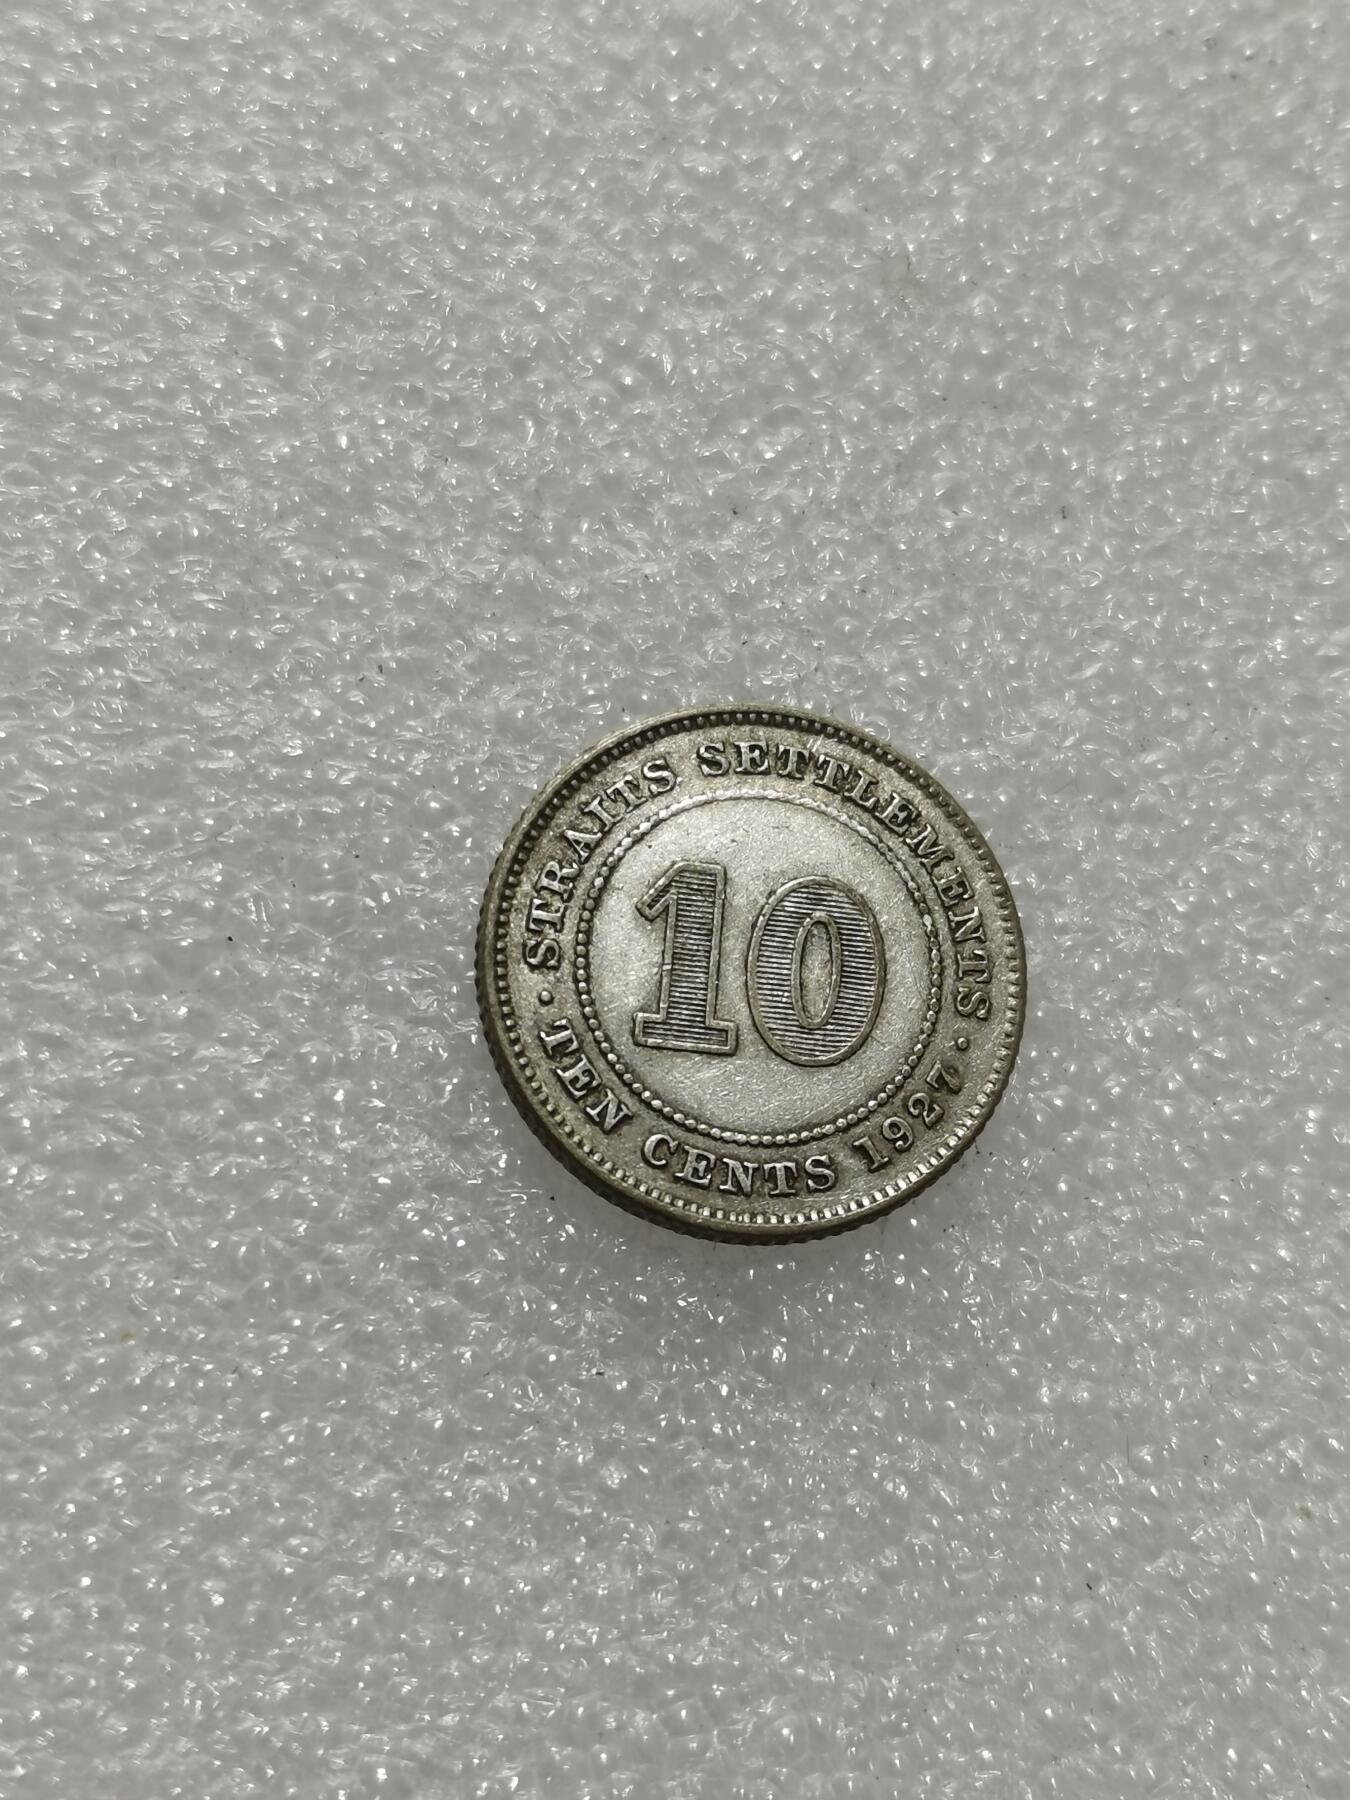 STRAITS SETTLEMENTS
10
· TEN CENTS 1927 ·